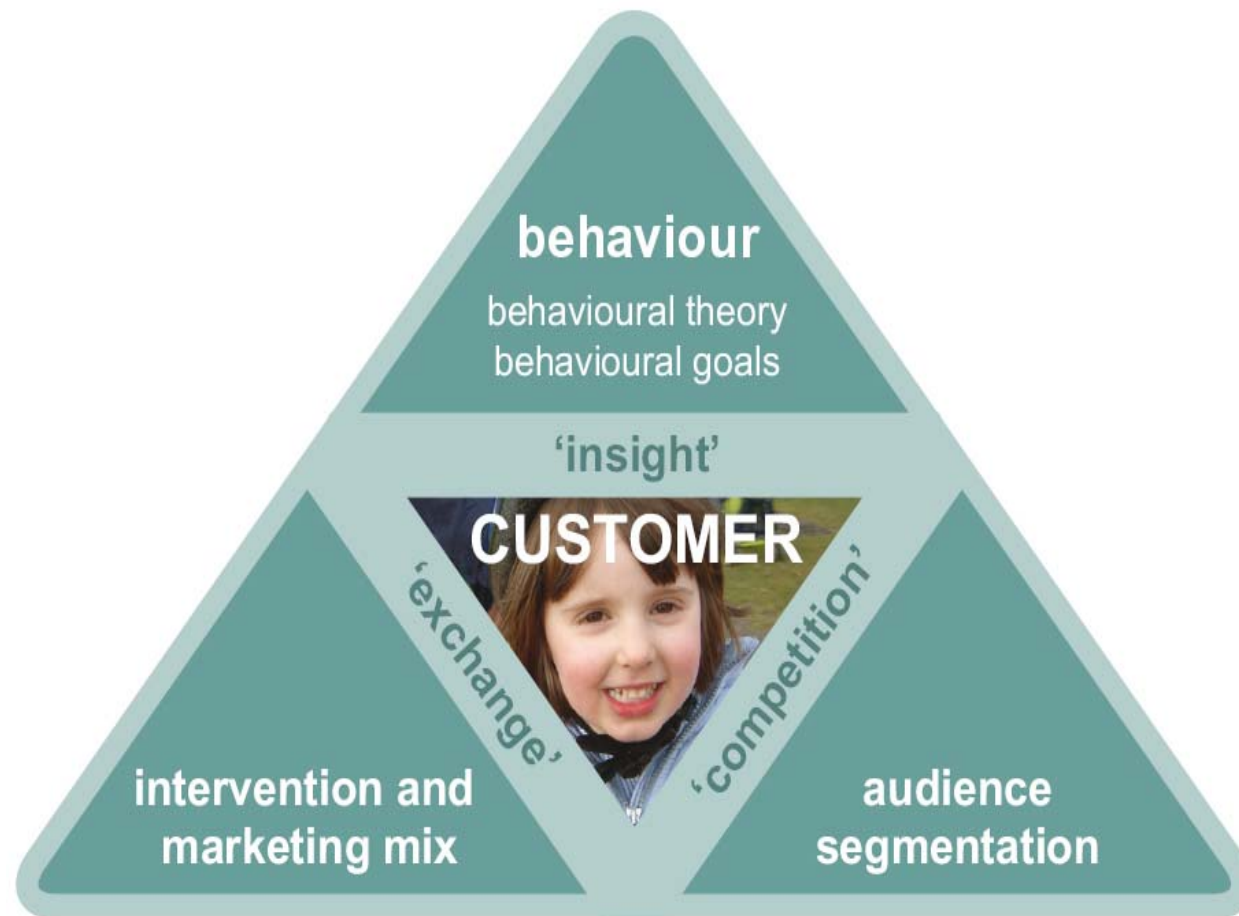 behaviour
behavioural theory
behavioural goals
‘insight’
CUSTOMER
‘exchange’
‘competition’
intervention and
marketing mix
audience
segmentation